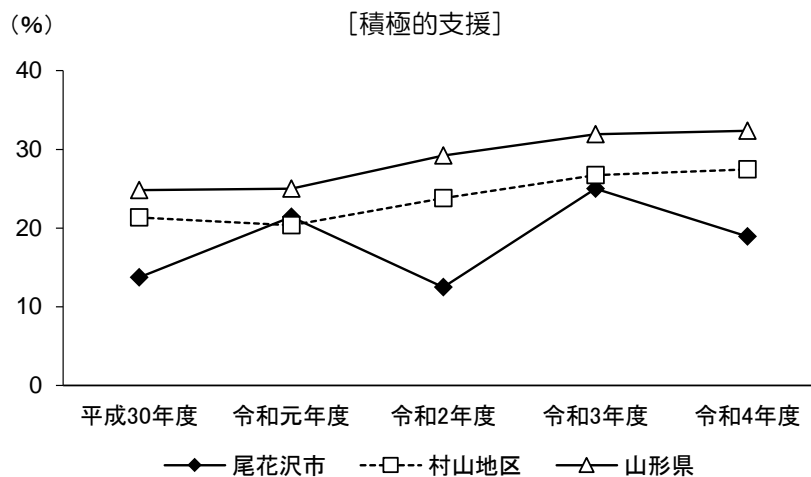 (%)
［積極的支援］
40
30
20
10
0
平成30年度 令和元年度 令和2年度 令和3年度 令和4年度
尾花沢市 村山地区 山形県